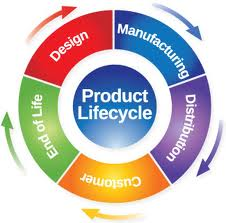 Product
Lifecycle
Design
Manufacturing
Distribution
Customer
End of Life